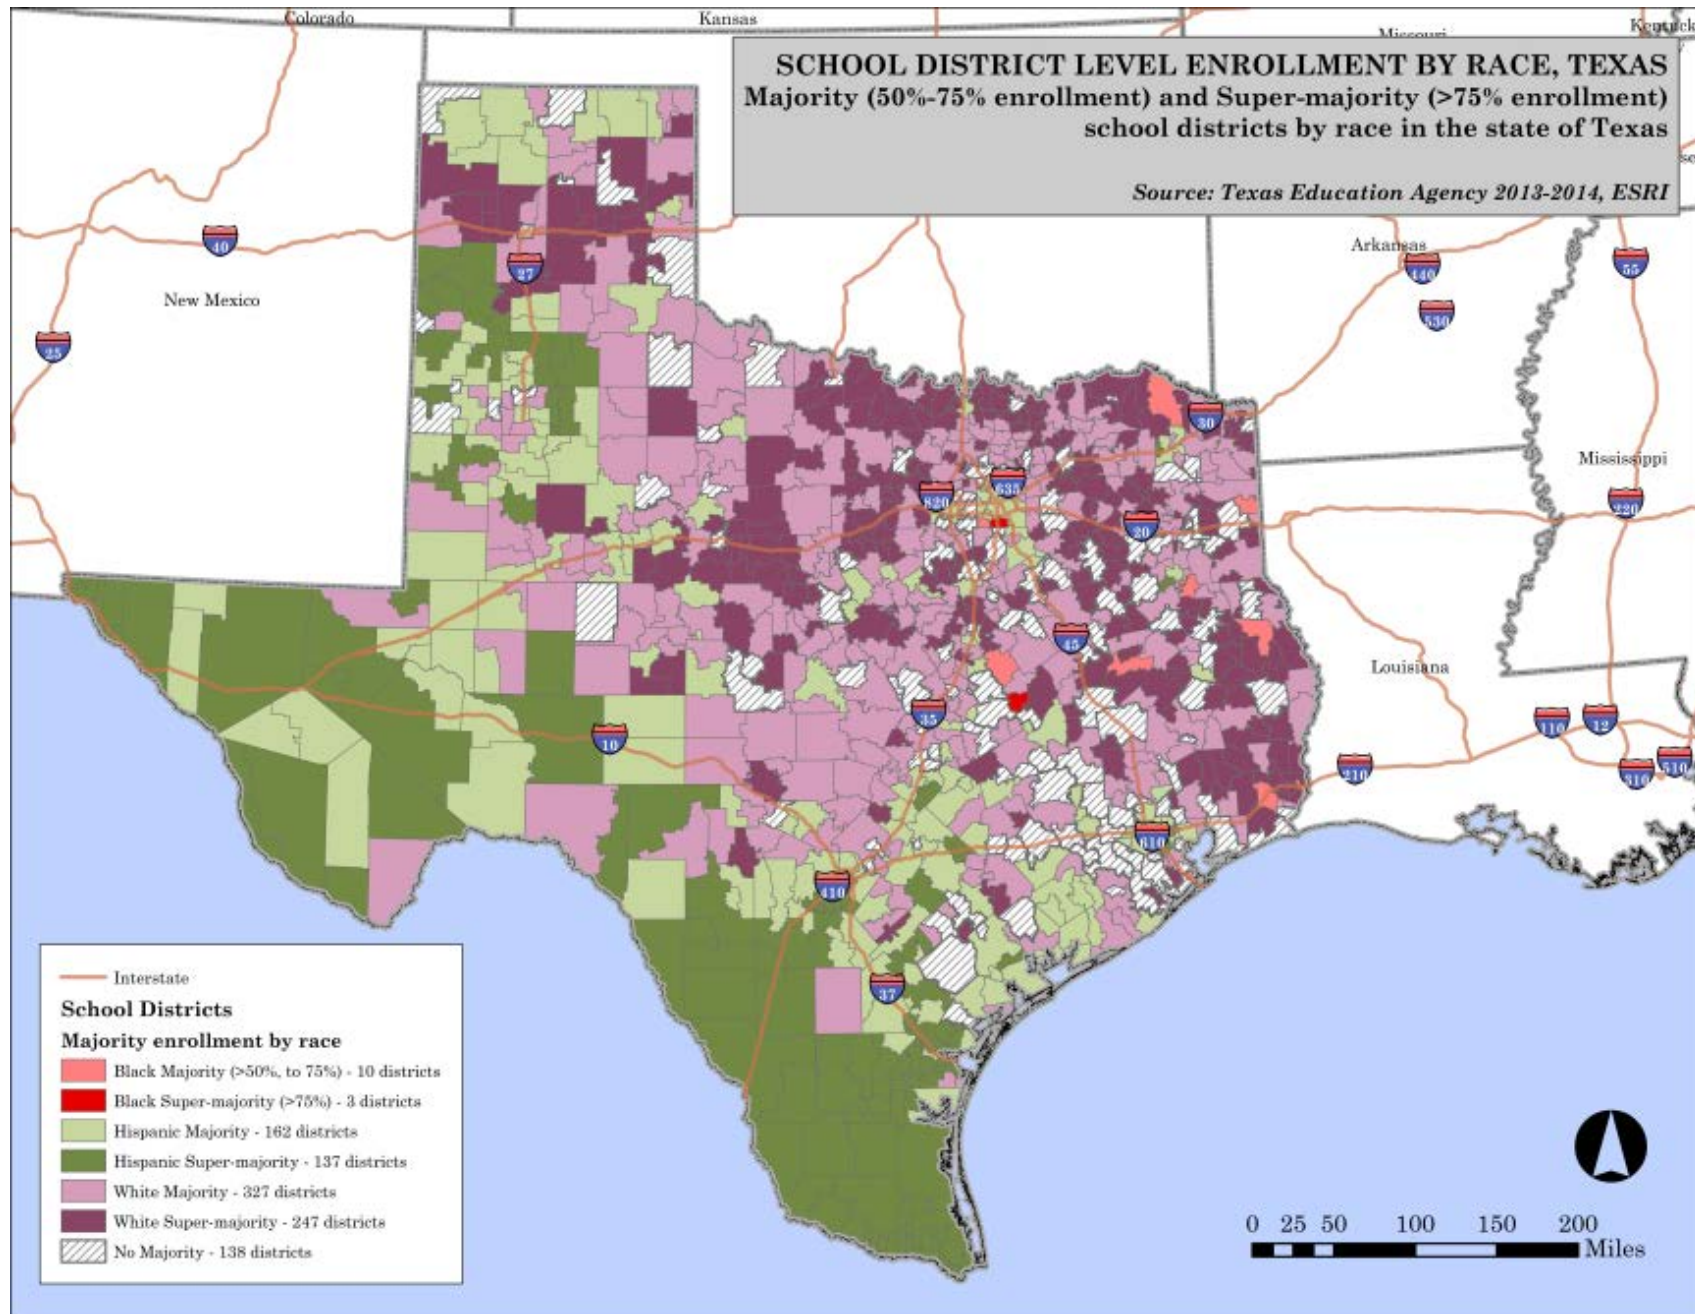 Colorado
Kansas
Missouri
Kentuck
SCHOOL DISTRICT LEVEL ENROLLMENT BY RACE, TEXAS
Majority (50%-75% enrollment) and Super-majority (>75% enrollment)
school districts by race in the state of Texas
Source: Texas Education Agency 2013-2014, ESRI
40
27
25
New Mexico
Arkansas
440
55
530
30
Mississippi
820
635
20
220
45
Louisiana
35
10
110
12
210
310
510
610
410
37
Interstate
School Districts
Majority enrollment by race
Black Majority (>50%, to 75%) - 10 districts
Black Super-majority (>75%) - 3 districts
Hispanic Majority - 162 districts
Hispanic Super-majority - 137 districts
White Majority - 327 districts
White Super-majority - 247 districts
No Majority - 138 districts
0 25 50 100 150 200
Miles